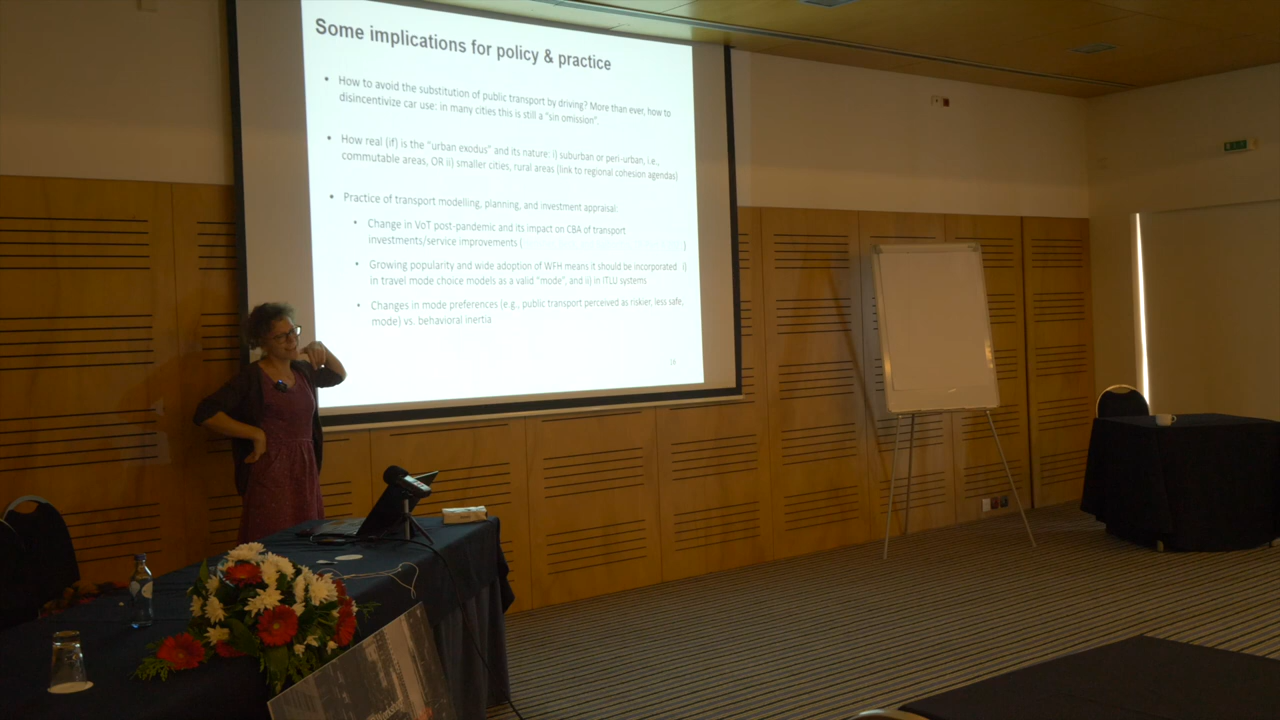 Some implications for policy & practice
• How to avoid the substitution of public transport by driving? More than ever, how to
disincentivize car use: in many cities this is still a "sin omission".
• How real (if) is the "urban exodus" and its nature: i) suburban or peri-urban, i.e.,
commutable areas, OR ii) smaller cities, rural areas (link to regional cohesion agendas)
• Practice of transport modelling, planning, and investment appraisal:
• Change in VoT post-pandemic and its impact on CBA of transport
investments/service improvements ( )
• Growing popularity and wide adoption of WFH means it should be incorporated i)
in travel mode choice models as a valid "mode", and ii) in ITLU systems
• Changes in mode preferences (e.g., public transport perceived as riskier, less safe,
mode) vs. behavioral inertia